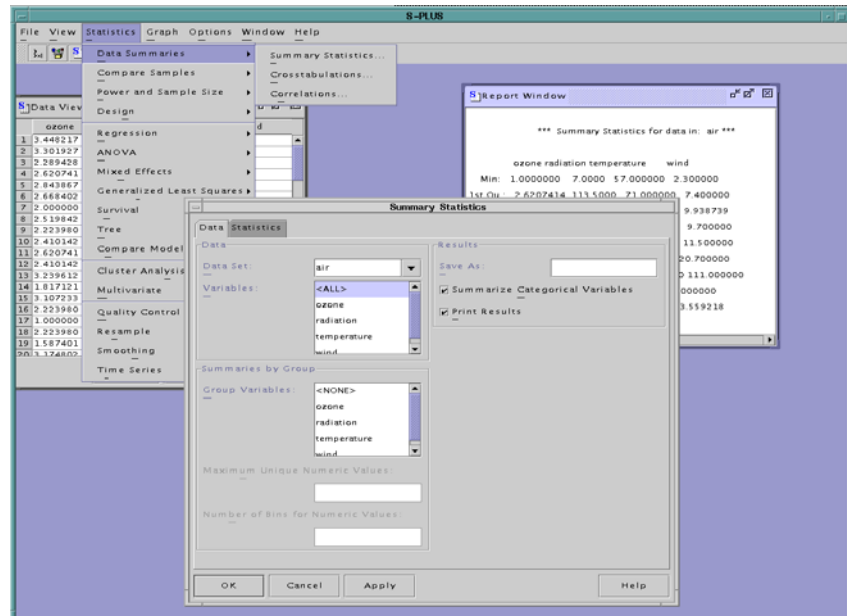 S-PLUS
File View Statistics Graph Options Window Help
Data Summaries
Compare Samples
Power and Sample Size
Design
Regression
ANOVA
Mixed Effects
Generalized Least Squares
Survival
Tree
Compare Model
Cluster Analysis
Multivariate
Quality Control
Resample
Smoothing
Time Series
Summary Statistics...
Crosstabulations...
Correlations...
Data View
ozone
1 3.448217
2 3.301927
3 2.289428
4 2.620741
5 2.843867
6 2.668402
7 2.000000
8 2.519842
9 2.223980
10 2.410142
11 2.620741
12 2.410142
13 3.239612
14 1.817121
15 3.107233
16 2.223980
17 1.000000
18 2.223980
19 1.587401
20 3.174802
Report Window
*** Summary Statistics for data in: air ***
ozone radiation temperature wind
Min: 1.0000000 7.0000 57.000000 2.300000
1st Qu.: 2.6207414 113.5000 71.000000 7.400000
9.938739
9.700000
11.500000
20.700000
0 111.000000
000000
3.559218
Summary Statistics
Data Statistics
Data
Data Set: air
Variables: <ALL>
ozone
radiation
temperature
wind
Summaries by Group
Group Variables: <NONE>
ozone
radiation
temperature
wind
Maximum Unique Numeric Values:
Number of Bins for Numeric Values:
Results
Save As:
Summarize Categorical Variables
Print Results
OK Cancel Apply Help